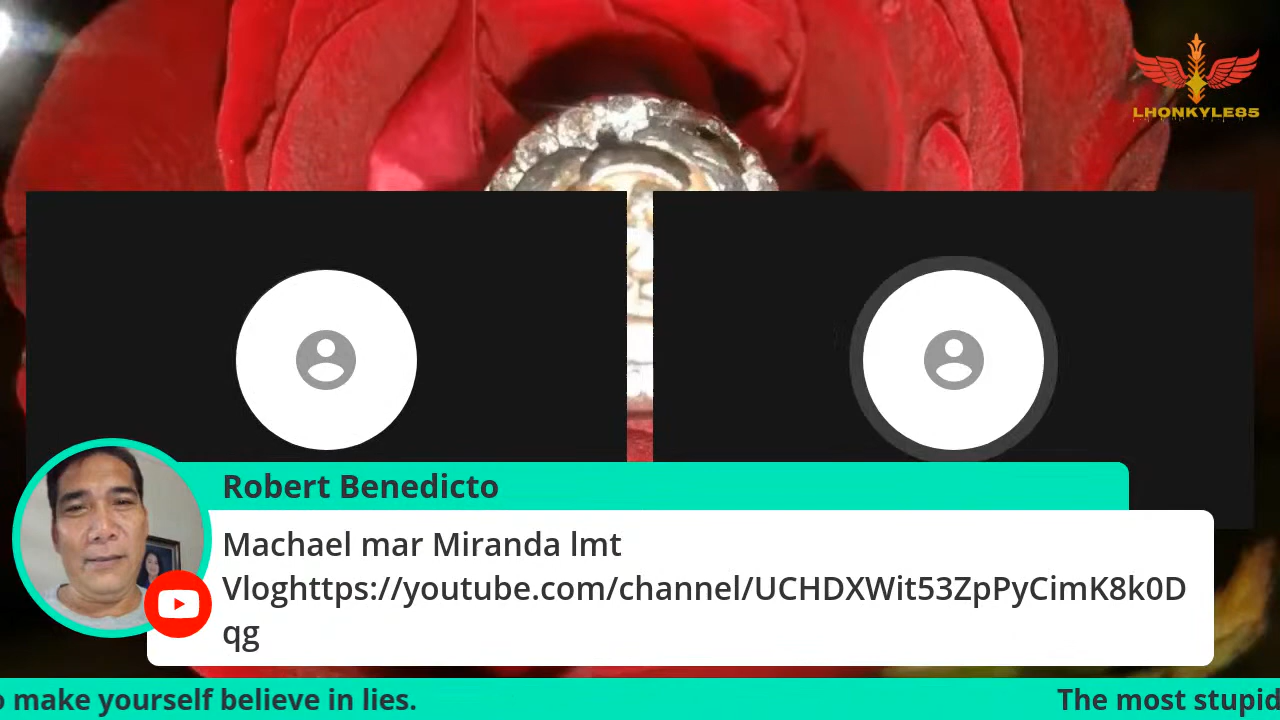 LHONKYLE85
Robert Benedicto
Machael mar Miranda lmt
Vloghttps://youtube.com/channel/UCHDXWit53ZpPyCimK8k0D
qg
o make yourself believe in lies.
The most stupid